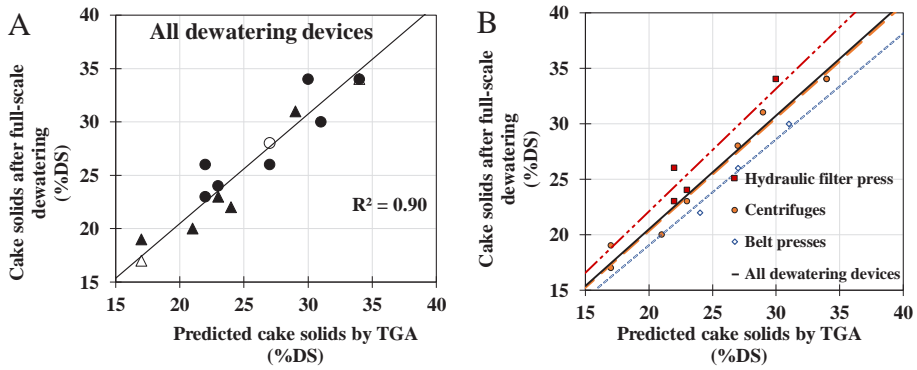 A
All dewatering devices
40
35
30
25
20
15
Cake solids after full-scale
dewatering
(%DS)
R² = 0.90
15 20 25 30 35 40
Predicted cake solids by TGA
(%DS)
B
40
35
30
25
20
15
Cake solids after full-scale
dewatering
(%DS)
Hydraulic filter press
Centrifuges
Belt presses
All dewatering devices
15 20 25 30 35 40
Predicted cake solids by TGA
(%DS)